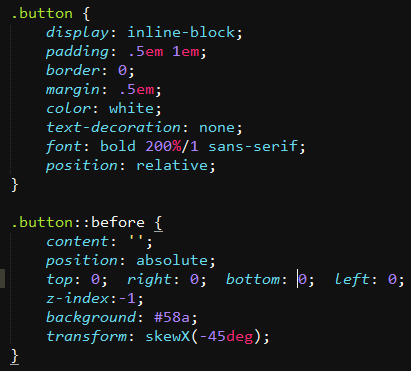 .button {
    display: inline-block;
    padding: .5em 1em;
    border: 0;
    margin: .5em;
    color: white;
    text-decoration: none;
    font: bold 200%/1 sans-serif;
    position: relative;
}

.button::before {
    content: '';
    position: absolute;
    top: 0;  right: 0;  bottom: 0;  left: 0;
    z-index:-1;
    background: #58a;
    transform: skewX(-45deg);
}